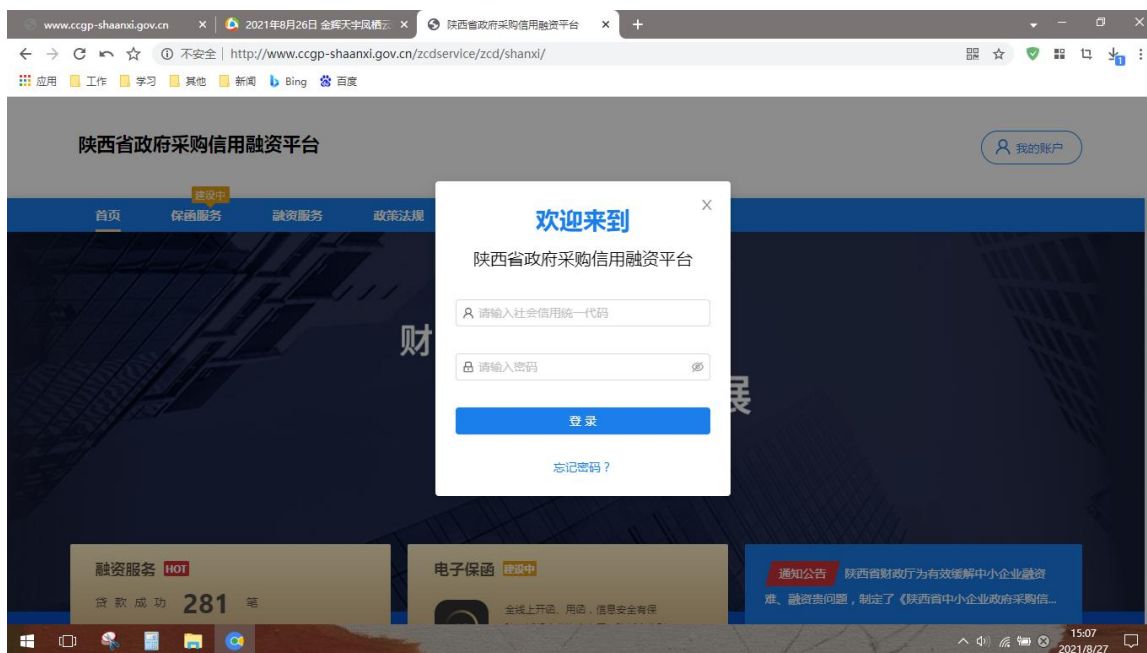 www.ccgp-shaanxi.gov.cn
2021年8月26日 金辉天宇凤栖云
陕西省政府采购信用融资平台
不安全 http://www.ccgp-shaanxi.gov.cn/zcdservice/zcd/shanxi/
应用 工作 学习 其他 新闻 Bing 百度
陕西省政府采购信用融资平台
我的账户
建设中
首页 保函服务 融资服务 政策法规
欢迎来到
陕西省政府采购信用融资平台
请输入社会信用统一代码
财
请输入密码
展
登录
忘记密码？
融资服务 HOT
贷款成功 281 笔
电子保函 建设中
全线上开函、用函，信息安全有保
通知公告 陕西省财政厅为有效缓解中小企业融资
难、融资贵问题，制定了《陕西省中小企业政府采购信...
15:07
2021/8/27
1